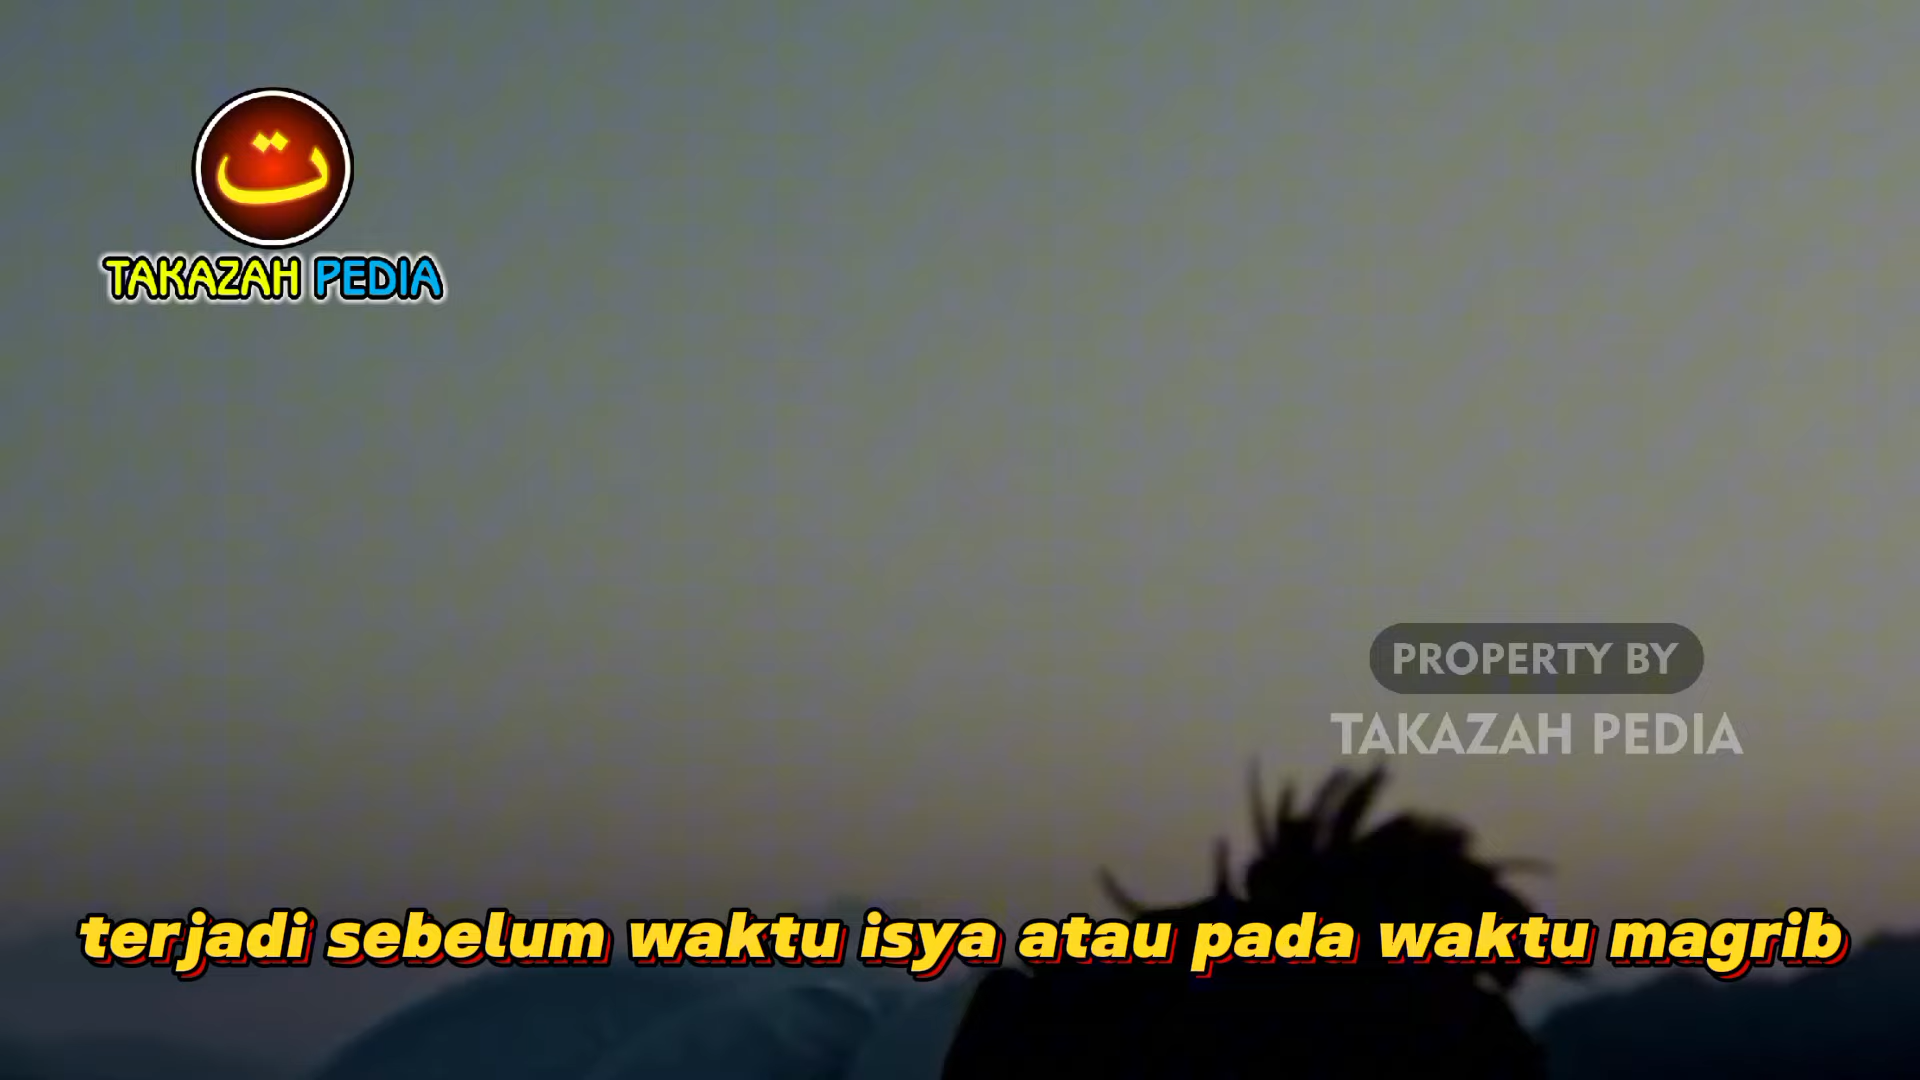 ت
TAKAZAH PEDIA
PROPERTY BY
TAKAZAH PEDIA
terjadi sebelum waktu isya atau pada waktu magrib